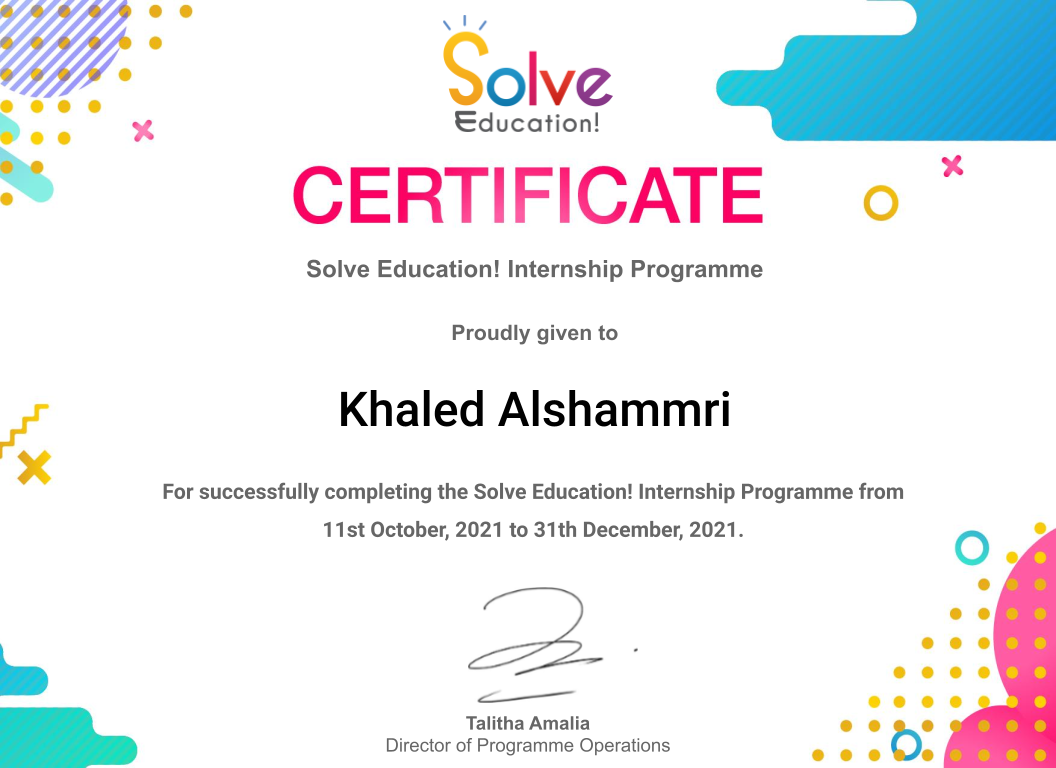 Solve
Education!
CERTIFICATE
Solve Education! Internship Programme
Proudly given to
Khaled Alshammri
For successfully completing the Solve Education! Internship Programme from
11st October, 2021 to 31th December, 2021.
Talitha Amalia
Director of Programme Operations